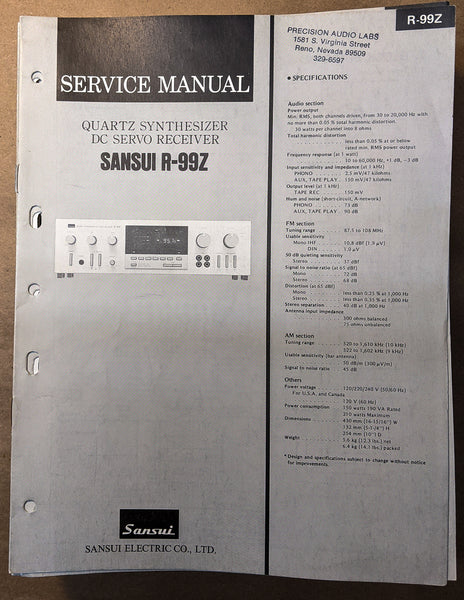 R-99Z
PRECISION AUDIO LABS
1581 S. Virginia Street
Reno, Nevada 89509
329-6597
SERVICE MANUAL
QUARTZ SYNTHESIZER
DC SERVO RECEIVER
SANSUI R-99Z
Sansui
SANSUI ELECTRIC CO., LTD.
● SPECIFICATIONS
Audio section
Power output
Min. RMS, both channels driven, from 30 to 20,000 Hz with
no more than 0.05 % total harmonic distortion.
30 watts per channel into 8 ohms
Total harmonic distortion
less than 0.05 % at or below
rated min. RMS power output
Frequency response (at 1 watt)
10 to 60,000 Hz, +1 dB, −3 dB
Input sensitivity and impedance (at 1 kHz)
PHONO 2.5 mV/47 kilohms
AUX, TAPE PLAY 150 mV/47 kilohms
Output level (at 1 kHz)
TAPE REC 150 mV
Hum and noise (short circuit, A-network)
PHONO 73 dB
AUX, TAPE PLAY 90 dB
FM section
Tuning range 87.5 to 108 MHz
Usable sensitivity
Mono IHF 10.8 dBf (1.9 μV)
DIN
50 dB quieting sensitivity
Stereo 37 dBf
Signal to noise ratio (at 65 dBf)
Mono 72 dB
Stereo 68 dB
Distortion (at 65 dBf)
Mono less than 0.25 % at 1,000 Hz
Stereo less than 0.35 % at 1,000 Hz
Stereo separation 40 dB at 1,000 Hz
Antenna input impedance
300 ohms balanced
75 ohms unbalanced
AM section
Tuning range 520 to 1,610 kHz (10 kHz)
522 to 1,602 kHz (9 kHz)
Usable sensitivity (bar antenna)
50 dB/m (300 μV/m)
Signal to noise ratio 45 dB
Others
Power voltage 120/220/240 V (50/60 Hz)
For U.S.A. and Canada
120 V (60 Hz)
Power consumption 150 watts 190 VA Rated
210 watts Maximum
Dimensions 430 mm (16-15/16") W
132 mm (5-1/4") H
254 mm (10") D
Weight 5.6 kg (12.3 lbs.) net
6.4 kg (14.1 lbs.) packed
* Design and specifications subject to change without notice
for improvements.